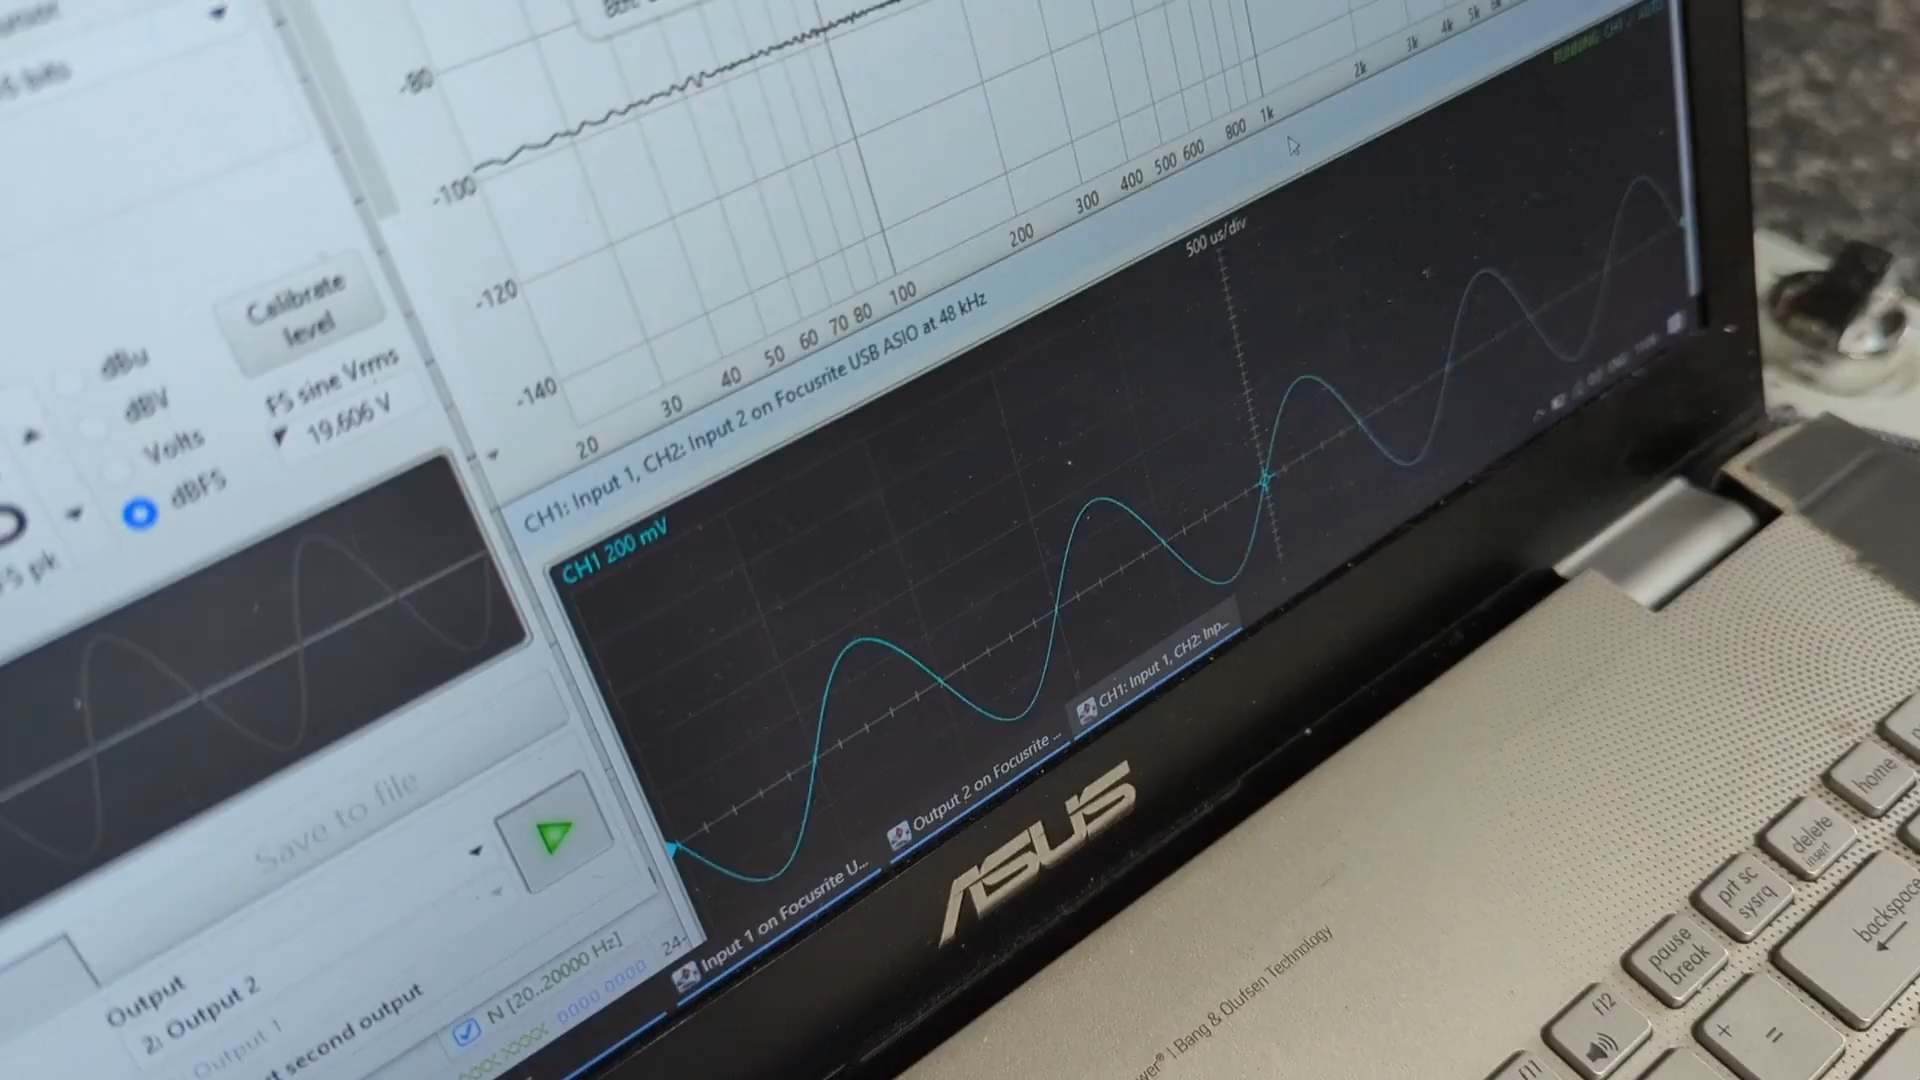 -80
-100
-120
-140
20
30
40
50
60
70
80
100
200
300
400
500
600
800
1k
2k
3k
4k
5k
Calibrate
level
dBu
dBV
Volts
dBFS
FS sine Vrms
19.606 V
CH1: Input 1, CH2: Input 2 on Focusrite USB ASIO at 48 kHz
CH1 200 mV
500 us/div
Save to file
Output
2: Output 2
Output 1
second output
N [20..20000 Hz]
24-
Input 1 on Focusrite U...
Output 2 on Focusrite ...
CH1: Input 1, CH2: Inp...
ASUS
| Bang & Olufsen Technology
home
delete
insert
prt sc
sysrq
pause
break
backspace
f12
f11
+
=